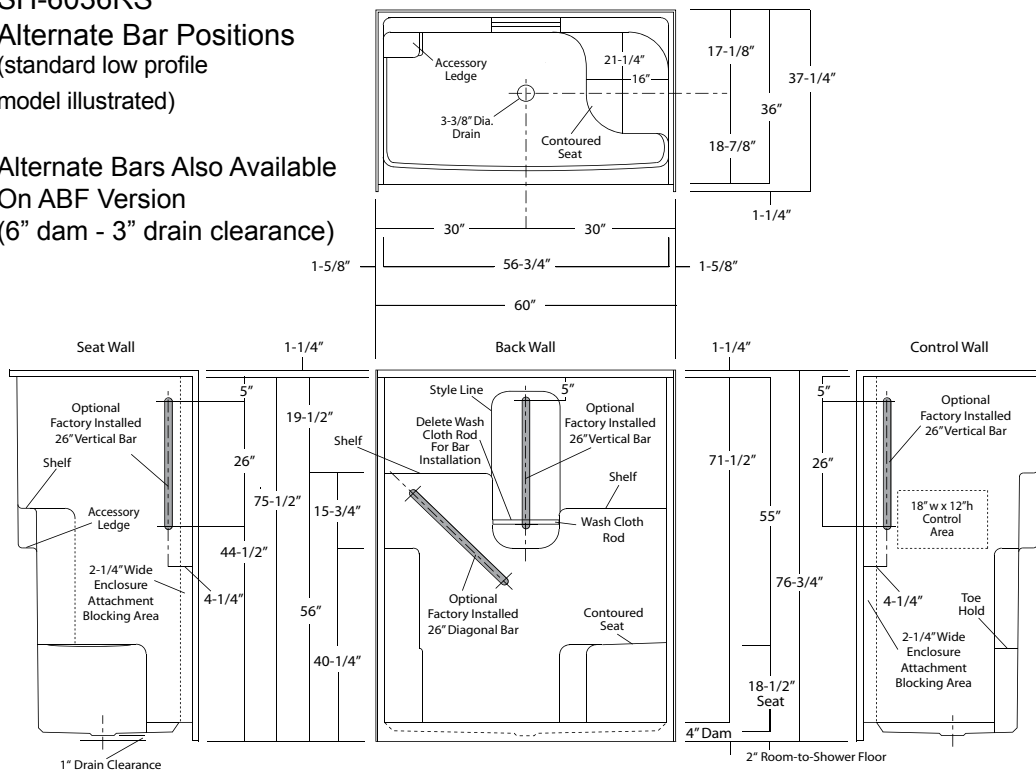 SH-6036RS
Alternate Bar Positions
(standard low profile
model illustrated)
Alternate Bars Also Available
On ABF Version
(6” dam - 3” drain clearance)
Accessory
Ledge
21-1/4”
16”
3-3/8” Dia.
Drain
Contoured
Seat
17-1/8”
37-1/4”
36”
18-7/8”
1-1/4”
30”
30”
1-5/8”
56-3/4”
1-5/8”
60”
Seat Wall
1-1/4”
Back Wall
1-1/4”
Control Wall
Optional
Factory Installed
26” Vertical Bar
Shelf
Accessory
Ledge
2-1/4” Wide
Enclosure
Attachment
Blocking Area
1” Drain Clearance
5”
26”
44-1/2”
4-1/4”
75-1/2”
19-1/2”
15-3/4”
56”
40-1/4”
Shelf
Style Line
Delete Wash
Cloth Rod
For Bar
Installation
5”
Optional
Factory Installed
26” Vertical Bar
Shelf
Wash Cloth
Rod
Optional
Factory Installed
26” Diagonal Bar
Contoured
Seat
71-1/2”
55”
76-3/4”
18-1/2”
Seat
4” Dam
2” Room-to-Shower Floor
5”
26”
4-1/4”
Optional
Factory Installed
26” Vertical Bar
18” w x 12”h
Control
Area
Toe
Hold
2-1/4” Wide
Enclosure
Attachment
Blocking Area